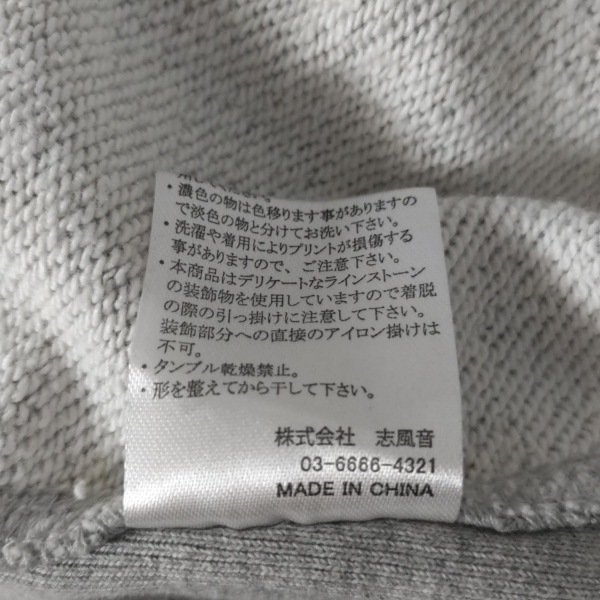 ・濃色の物は色移ります事がありますの
で淡色の物と分けてお洗い下さい。
・洗濯や着用によりプリントが損傷する
事がありますので、ご注意下さい。
・本商品はデリケートなラインストーン
の装飾物を使用していますので着脱
の際の引っ掛けに注意して下さい。
装飾部分への直接のアイロン掛けは
不可。
・タンブル乾燥禁止。
・形を整えてから干して下さい。
株式会社 志風音
03-6666-4321
MADE IN CHINA